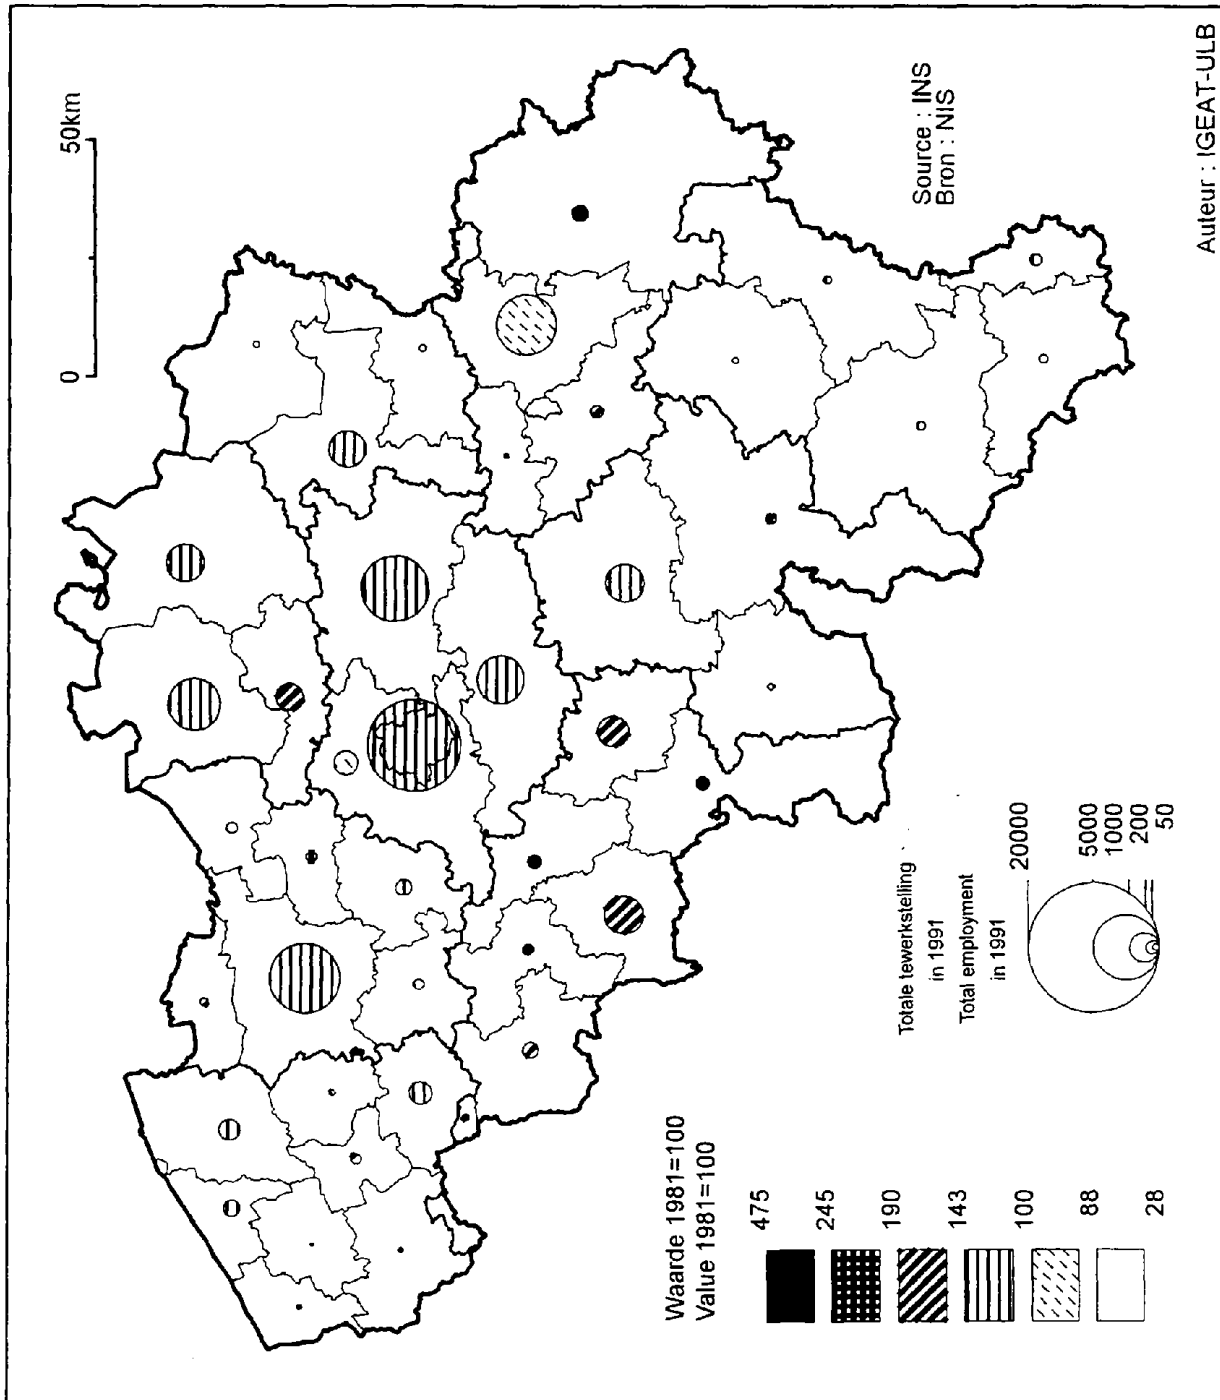 50km
0
Source : INS
Bron : NIS
Auteur : IGEAT-ULB
Totale tewerkstelling
in 1991
Total employment
in 1991
20000
5000
1000
200
50
Waarde 1981=100
Value 1981=100
475
245
190
143
100
88
28